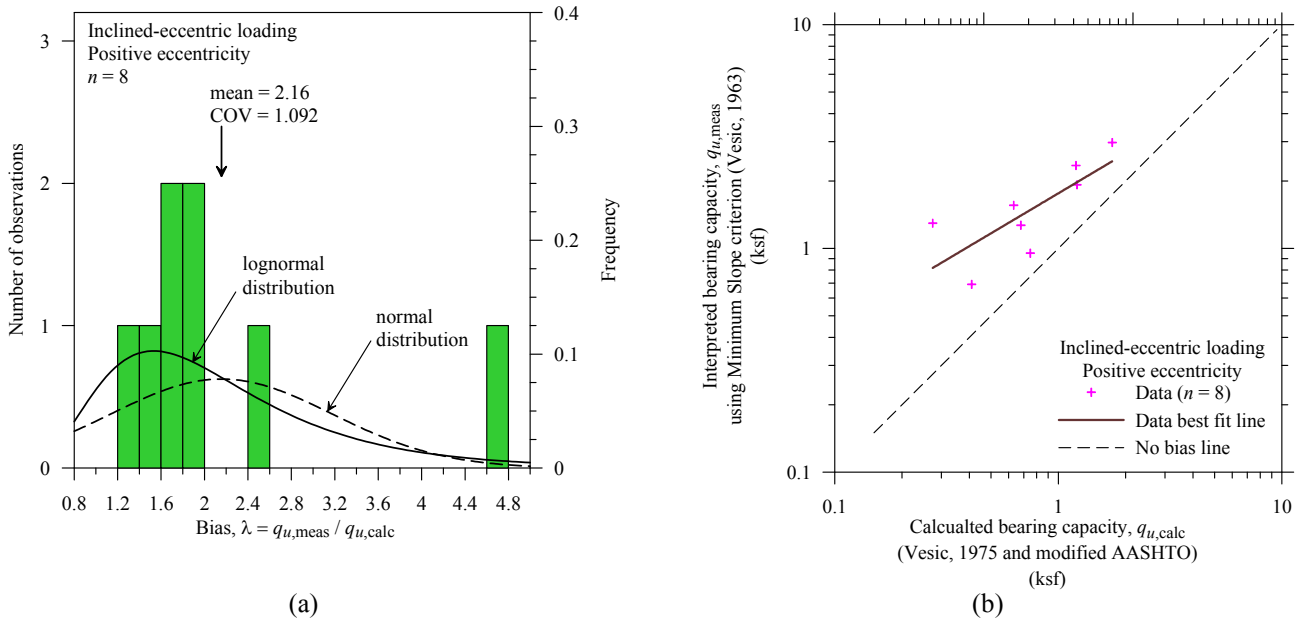 Inclined-eccentric loading
Positive eccentricity
n = 8
mean = 2.16
COV = 1.092
lognormal
distribution
normal
distribution
Number of observations
3
2
1
0
Frequency
0.4
0.3
0.2
0.1
0
0.8 1.2 1.6 2 2.4 2.8 3.2 3.6 4 4.4 4.8
Bias, λ = qu,meas / qu,calc
(a)
Interpreted bearing capacity, qu,meas
using Minimum Slope criterion (Vesic, 1963)
(ksf)
10
1
0.1
Inclined-eccentric loading
Positive eccentricity
Data (n = 8)
Data best fit line
No bias line
0.1 1 10
Calcualted bearing capacity, qu,calc
(Vesic, 1975 and modified AASHTO)
(ksf)
(b)